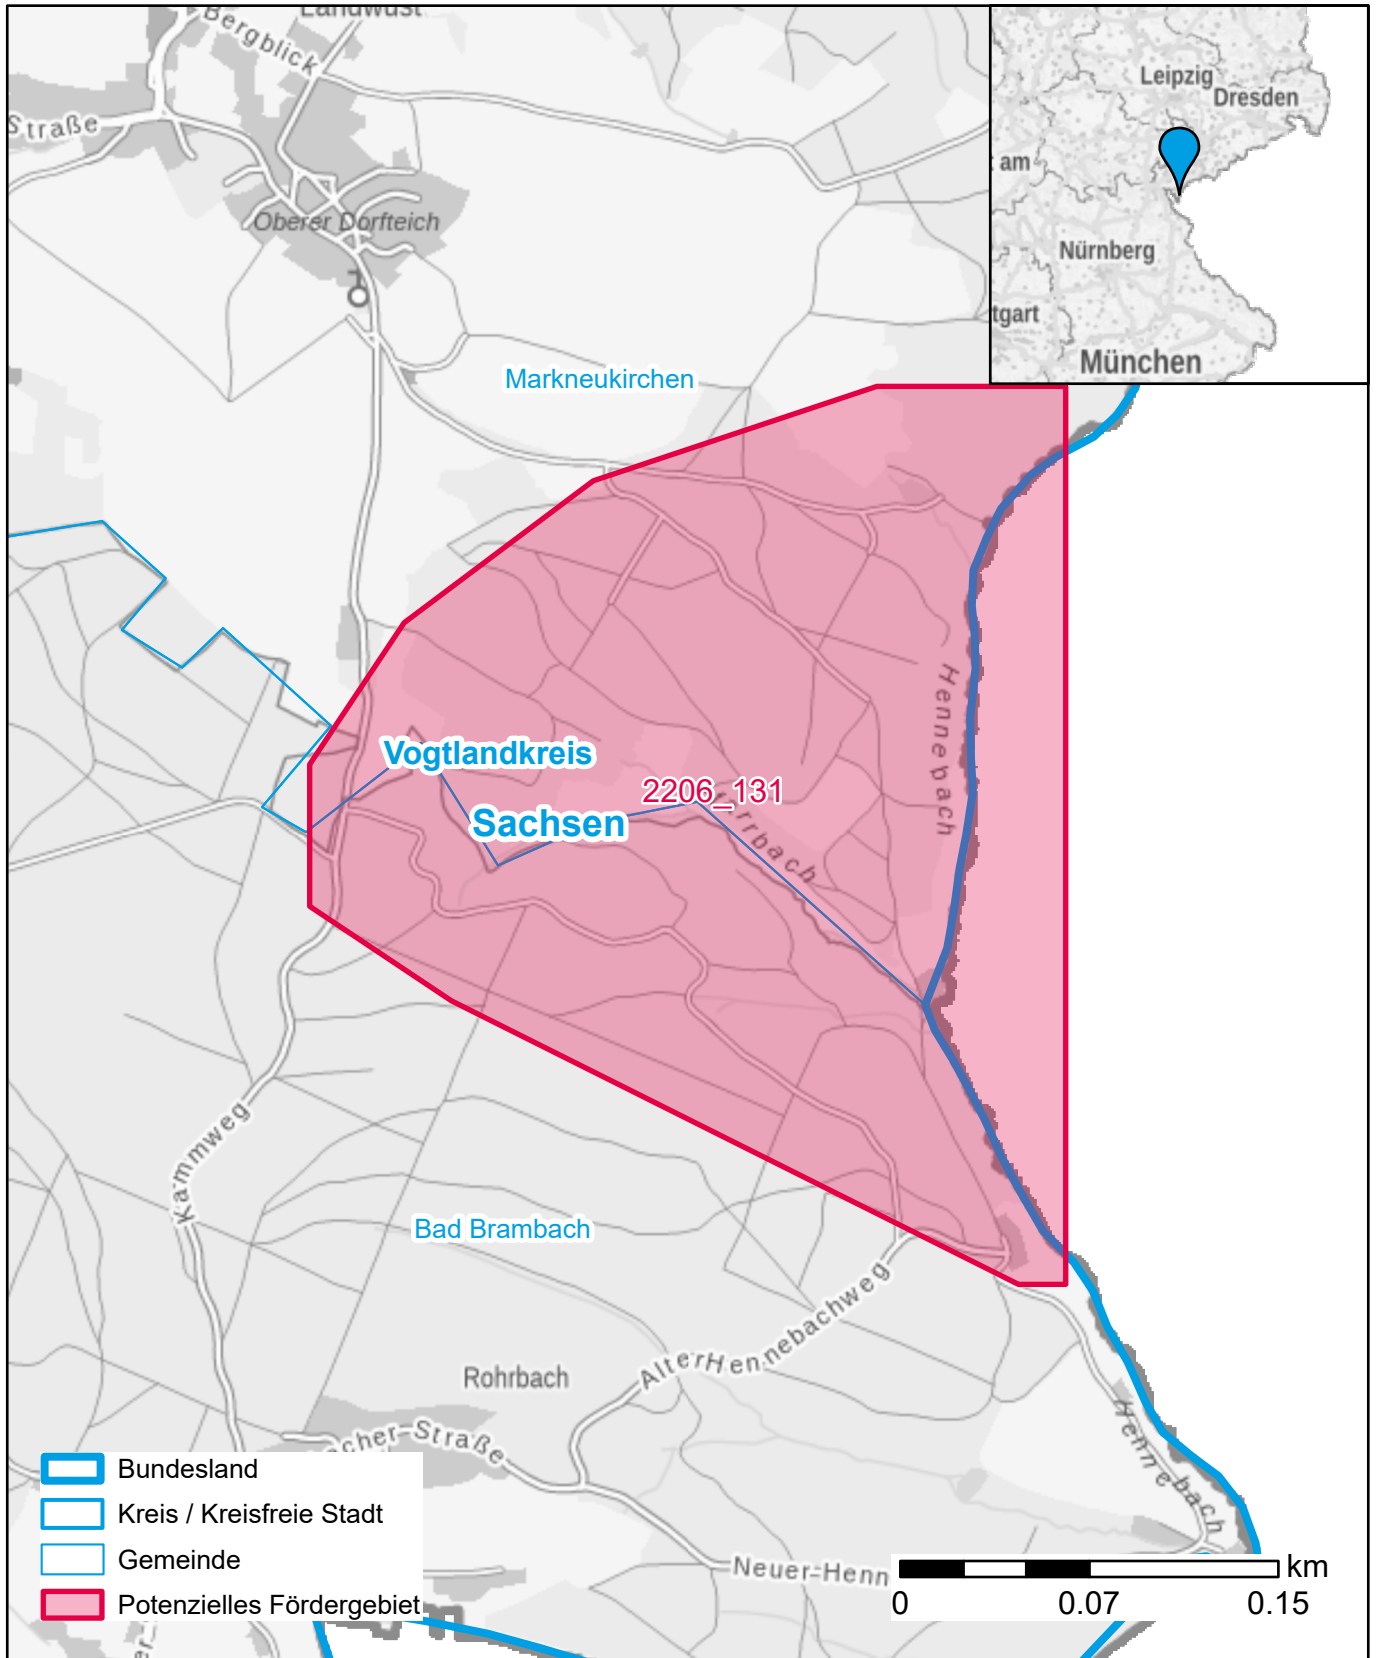 Landwüst
Bergblick
Straße
Oberer Dorfteich
Leipzig
Dresden
am
Nürnberg
tgart
München
Markneukirchen
Hennebach
Vogtlandkreis
2206_131
Sachsen
Kammweg
Bad Brambach
Alter Hennebachweg
Rohrbach
acher-Straße
Hennebach
Neuer-Henn
Bundesland
Kreis / Kreisfreie Stadt
Gemeinde
Potenzielles Fördergebiet
km
0 0.07 0.15